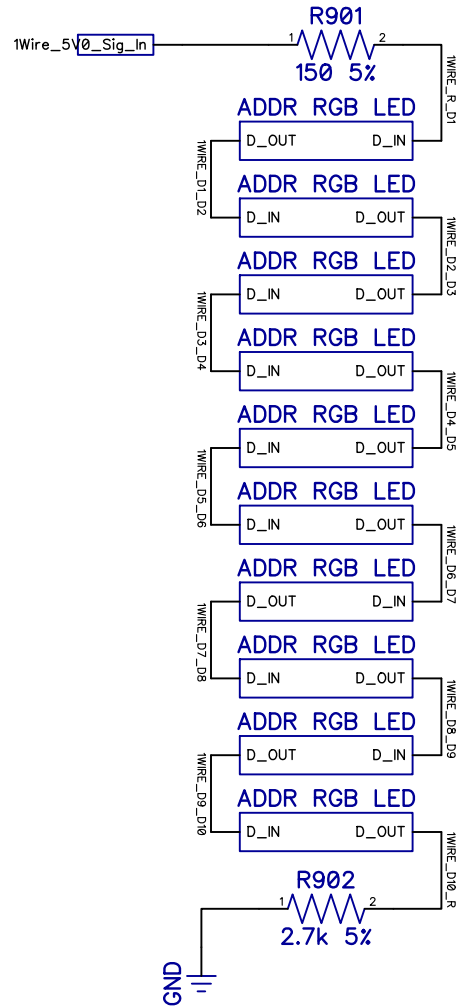 R901
1Wire_5V0_Sig_In
1 2
150 5%
1WIRE_R_D1
ADDR RGB LED
D_OUT D_IN
1WIRE_D1_D2
ADDR RGB LED
D_IN D_OUT
1WIRE_D2_D3
ADDR RGB LED
D_IN D_OUT
1WIRE_D3_D4
ADDR RGB LED
D_IN D_OUT
1WIRE_D4_D5
ADDR RGB LED
D_IN D_OUT
1WIRE_D5_D6
ADDR RGB LED
D_IN D_OUT
1WIRE_D6_D7
ADDR RGB LED
D_OUT D_IN
1WIRE_D7_D8
ADDR RGB LED
D_IN D_OUT
1WIRE_D8_D9
ADDR RGB LED
D_OUT D_IN
1WIRE_D9_D10
ADDR RGB LED
D_IN D_OUT
1WIRE_D10_R
R902
1 2
2.7k 5%
GND